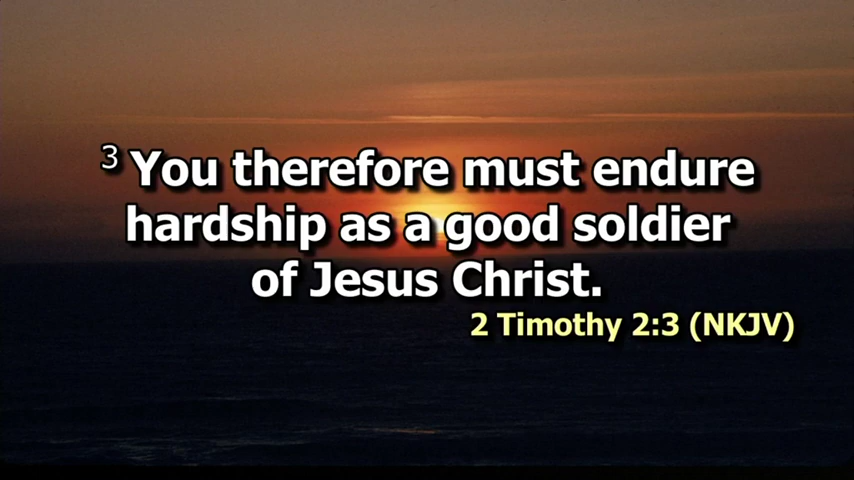 3 You therefore must endure
hardship as a good soldier
of Jesus Christ.
2 Timothy 2:3 (NKJV)